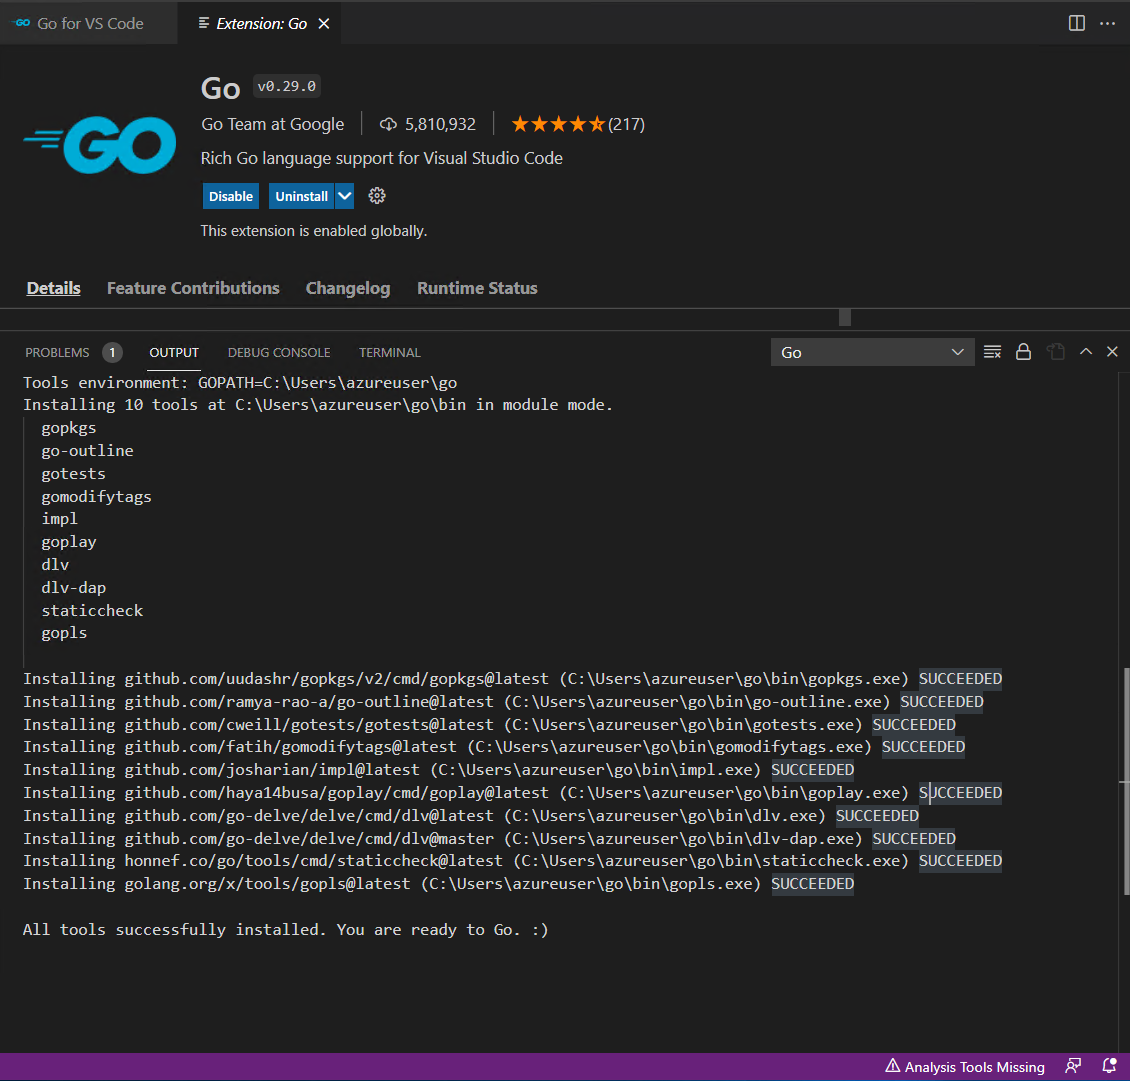 GO Go for VS Code
Extension: Go
Go v0.29.0
Go Team at Google 5,810,932 (217)
GO
Rich Go language support for Visual Studio Code
Disable Uninstall
This extension is enabled globally.
Details Feature Contributions Changelog Runtime Status
PROBLEMS 1 OUTPUT DEBUG CONSOLE TERMINAL Go
Tools environment: GOPATH=C:\Users\azureuser\go
Installing 10 tools at C:\Users\azureuser\go\bin in module mode.
gopkgs
go-outline
gotests
gomodifytags
impl
goplay
dlv
dlv-dap
staticcheck
gopls
Installing github.com/uudashr/gopkgs/v2/cmd/gopkgs@latest (C:\Users\azureuser\go\bin\gopkgs.exe) SUCCEEDED
Installing github.com/ramya-rao-a/go-outline@latest (C:\Users\azureuser\go\bin\go-outline.exe) SUCCEEDED
Installing github.com/cweill/gotests/gotests@latest (C:\Users\azureuser\go\bin\gotests.exe) SUCCEEDED
Installing github.com/fatih/gomodifytags@latest (C:\Users\azureuser\go\bin\gomodifytags.exe) SUCCEEDED
Installing github.com/josharian/impl@latest (C:\Users\azureuser\go\bin\impl.exe) SUCCEEDED
Installing github.com/haya14busa/goplay/cmd/goplay@latest (C:\Users\azureuser\go\bin\goplay.exe) SUCCEEDED
Installing github.com/go-delve/delve/cmd/dlv@latest (C:\Users\azureuser\go\bin\dlv.exe) SUCCEEDED
Installing github.com/go-delve/delve/cmd/dlv@master (C:\Users\azureuser\go\bin\dlv-dap.exe) SUCCEEDED
Installing honnef.co/go/tools/cmd/staticcheck@latest (C:\Users\azureuser\go\bin\staticcheck.exe) SUCCEEDED
Installing golang.org/x/tools/gopls@latest (C:\Users\azureuser\go\bin\gopls.exe) SUCCEEDED
All tools successfully installed. You are ready to Go. :)
Analysis Tools Missing